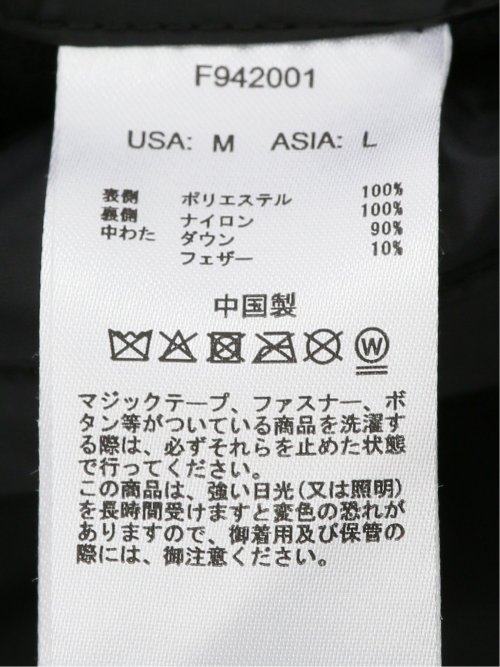 F942001
USA: M ASIA: L
表側 ポリエステル 100%
裏側 ナイロン 100%
中わた ダウン 90%
フェザー 10%
中国製
W
マジックテープ、ファスナー、ボ
タン等がついている商品を洗濯す
る際は、必ずそれらを止めた状態
で行ってください。
この商品は、強い日光(又は照明)
を長時間受けますと変色の恐れが
ありますので、御着用及び保管の
際には、御注意ください。